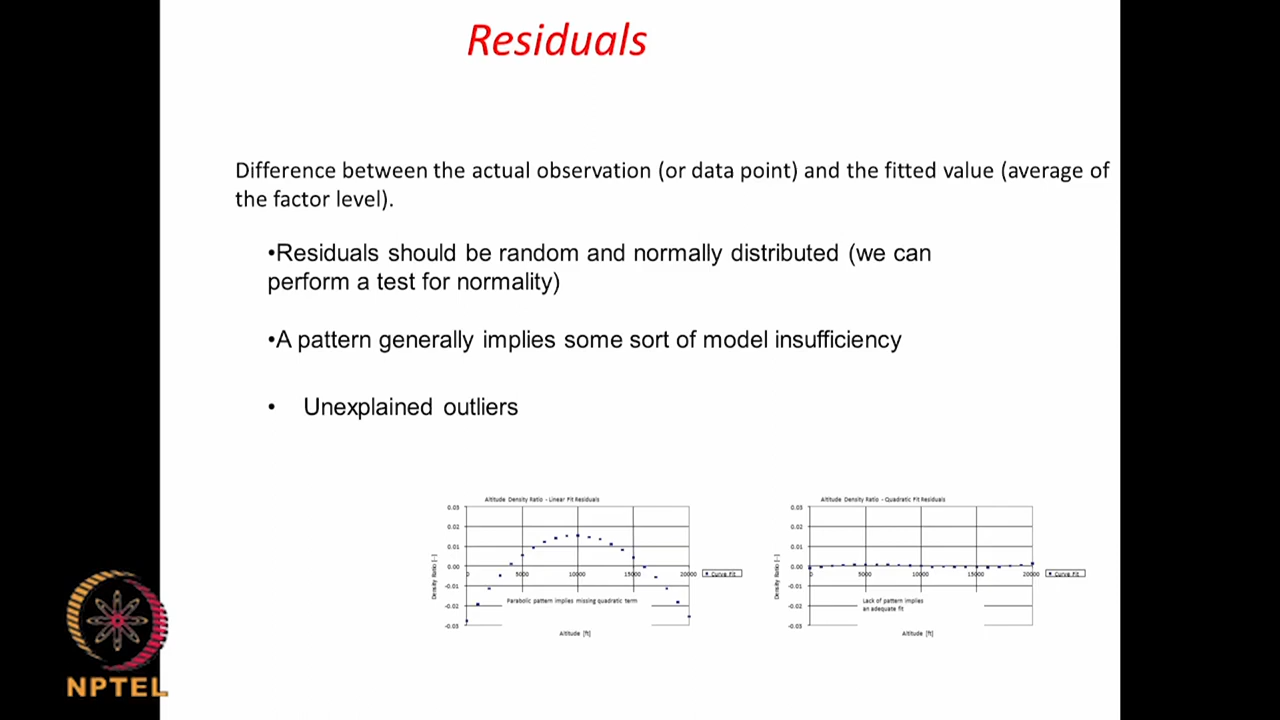 Residuals
Difference between the actual observation (or data point) and the fitted value (average of
the factor level).
•Residuals should be random and normally distributed (we can
perform a test for normality)
•A pattern generally implies some sort of model insufficiency
• Unexplained outliers
Altitude Density Ratio - Linear Fit Residuals
0.03
0.02
0.01
0.00
-0.01
-0.02
-0.03
Density Ratio [-]
0 5000 10000 15000 20000
Curve Fit
Parabolic pattern implies missing quadratic term
Altitude [ft]
Altitude Density Ratio - Quadratic Fit Residuals
0.03
0.02
0.01
0.00
-0.01
-0.02
-0.03
Density Ratio [-]
0 5000 10000 15000 20000
Curve Fit
Lack of pattern implies
an adequate fit
Altitude [ft]
NPTEL